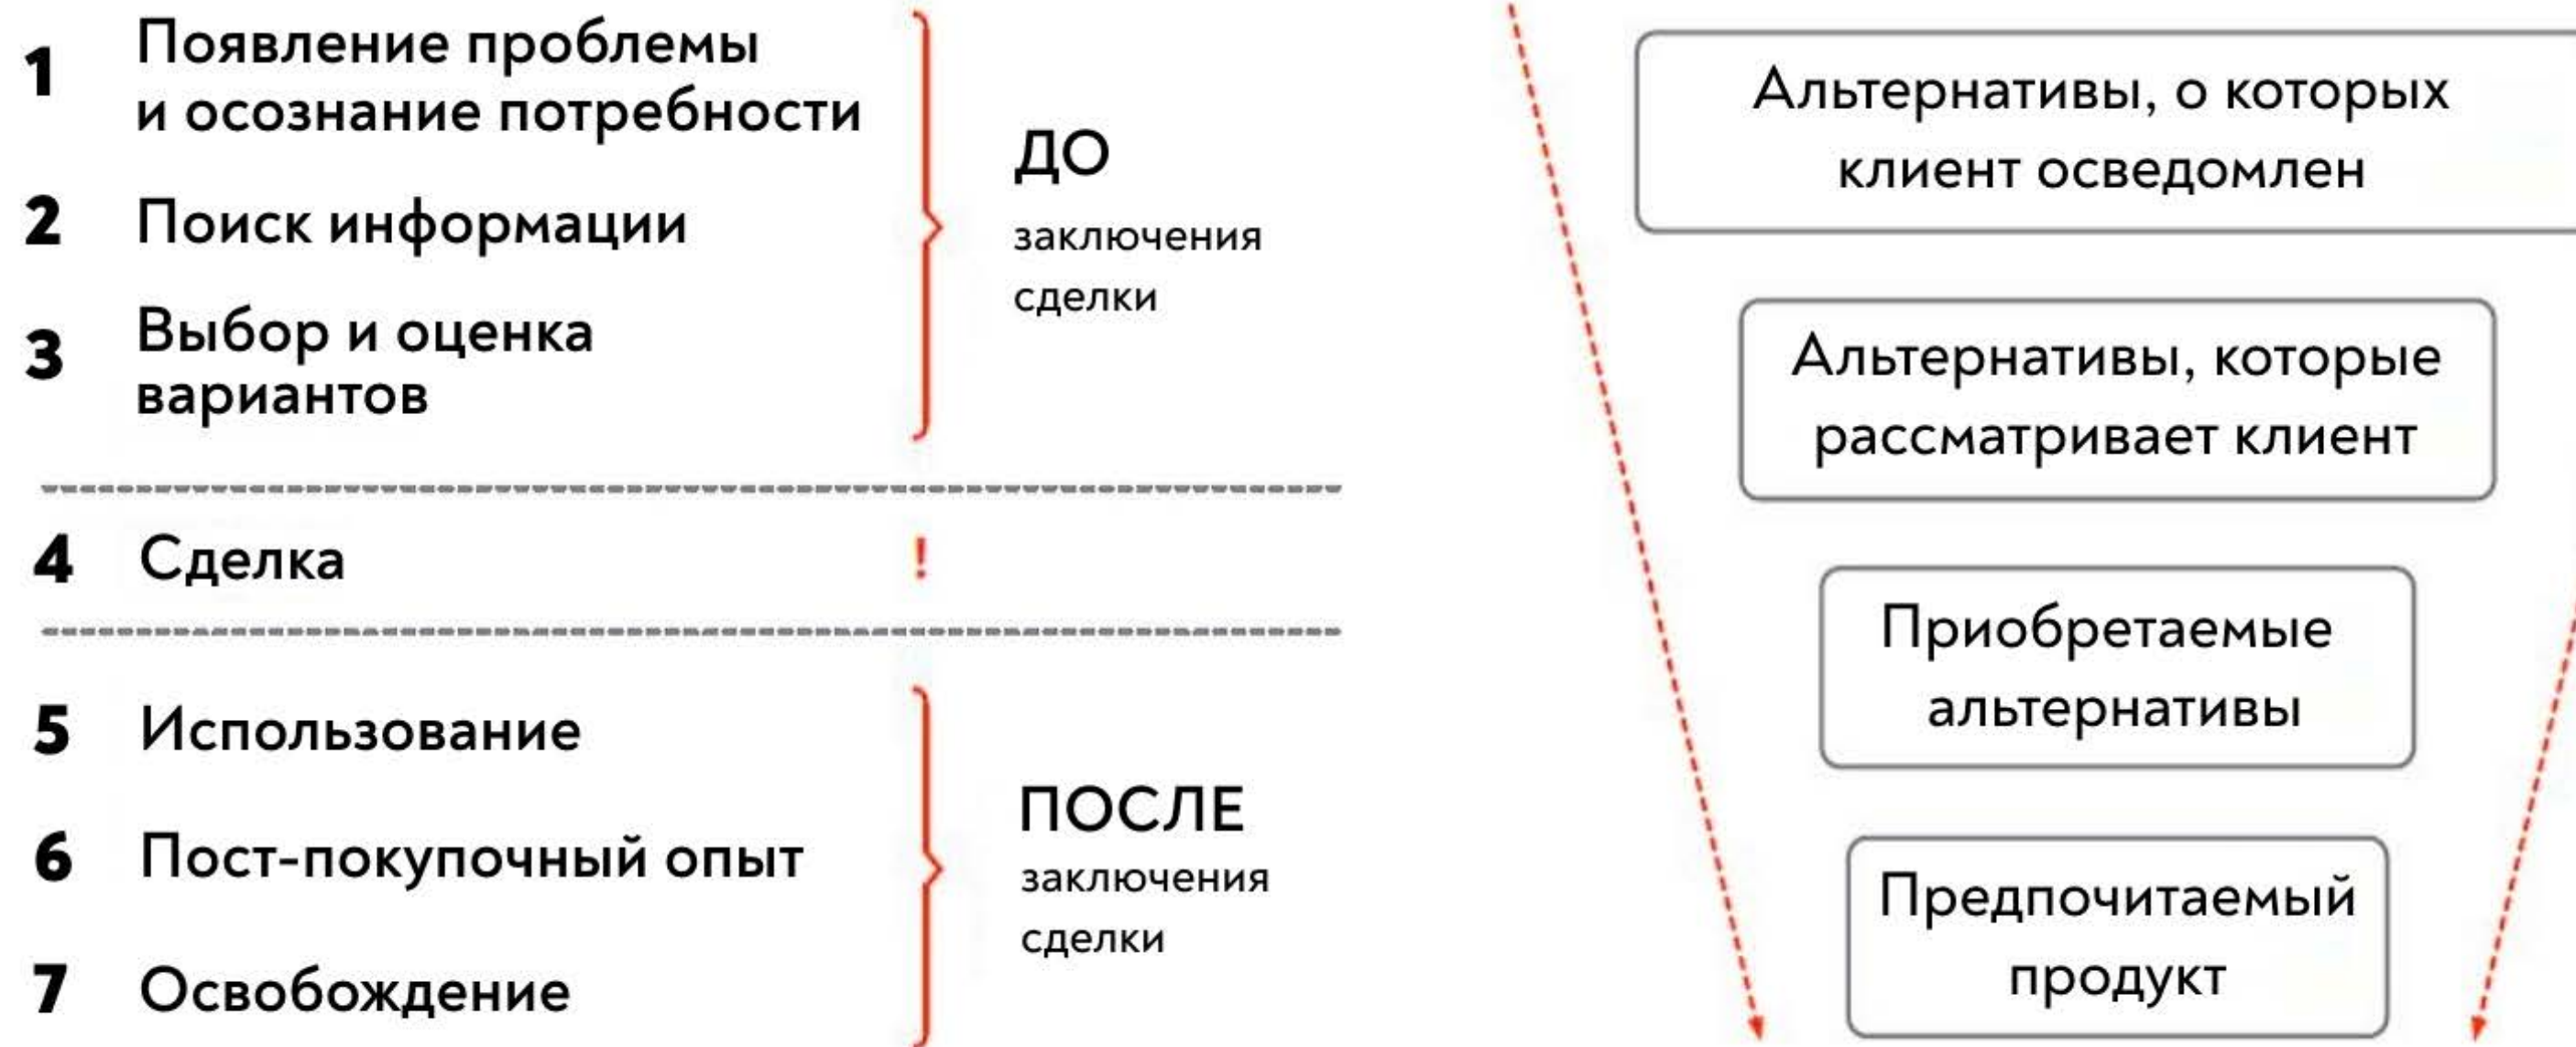 1 Появление проблемы
и осознание потребности
2 Поиск информации
3 Выбор и оценка
вариантов
ДО
заключения
сделки
4 Сделка !
5 Использование
6 Пост-покупочный опыт
7 Освобождение
ПОСЛЕ
заключения
сделки
Альтернативы, о которых
клиент осведомлен
Альтернативы, которые
рассматривает клиент
Приобретаемые
альтернативы
Предпочитаемый
продукт